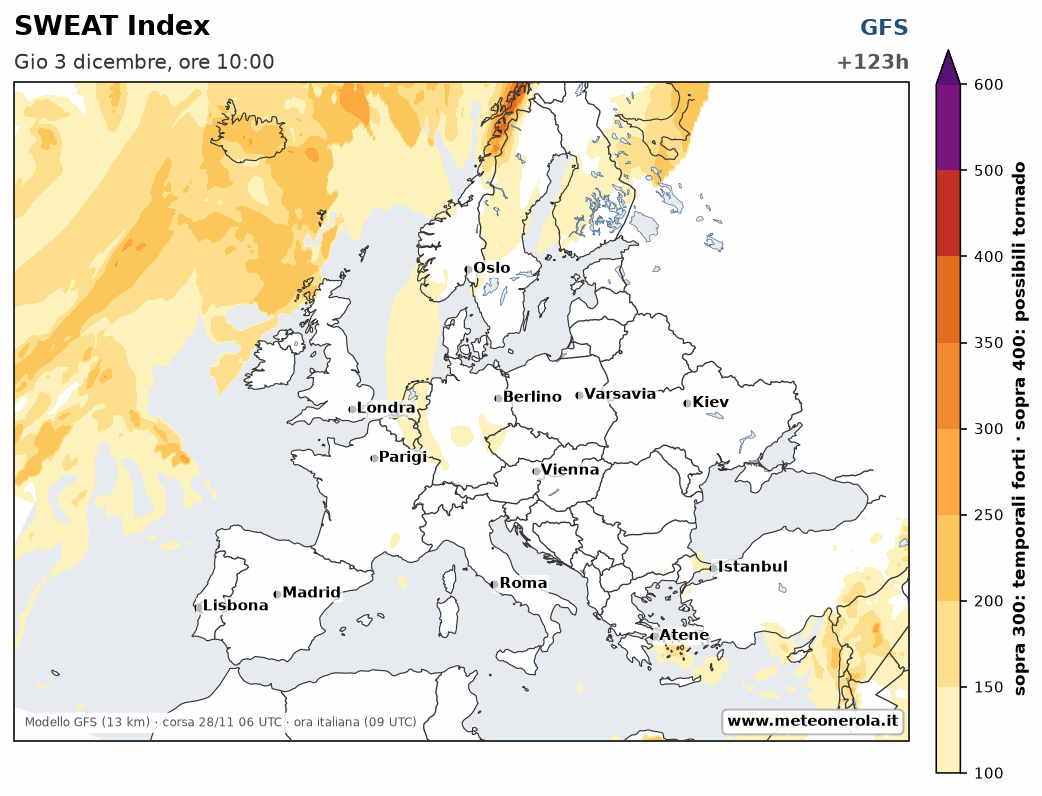 SWEAT Index
GFS
Gio 3 dicembre, ore 10:00
+123h
600
500
400
350
300
250
200
150
100
sopra 300: temporali forti · sopra 400: possibili tornado
Oslo
Berlino
Varsavia
Kiev
Londra
Parigi
Vienna
Istanbul
Roma
Madrid
Lisbona
Atene
Modello GFS (13 km) · corsa 28/11 06 UTC · ora italiana (09 UTC)
www.meteonerola.it